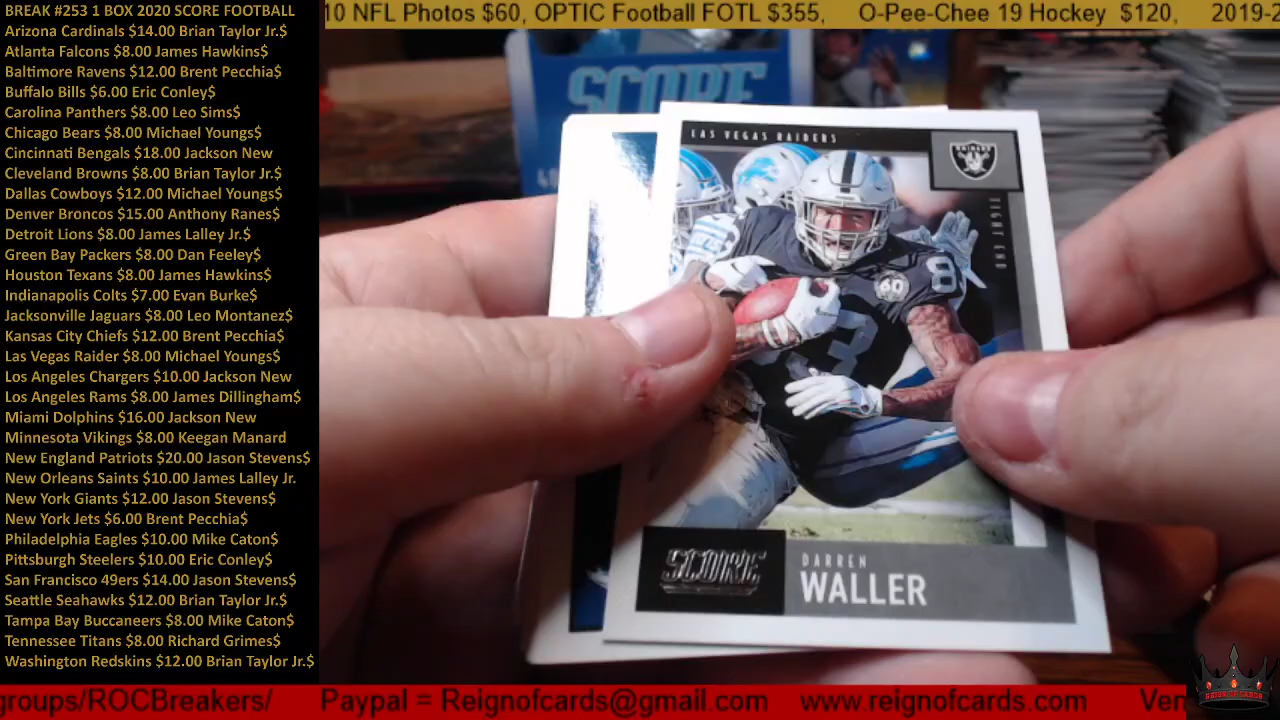 BREAK #253 1 BOX 2020 SCORE FOOTBALL
Arizona Cardinals $14.00 Brian Taylor Jr.$
Atlanta Falcons $8.00 James Hawkins$
Baltimore Ravens $12.00 Brent Pecchia$
Buffalo Bills $6.00 Eric Conley$
Carolina Panthers $8.00 Leo Sims$
Chicago Bears $8.00 Michael Youngs$
Cincinnati Bengals $18.00 Jackson New
Cleveland Browns $8.00 Brian Taylor Jr.$
Dallas Cowboys $12.00 Michael Youngs$
Denver Broncos $15.00 Anthony Ranes$
Detroit Lions $8.00 James Lalley Jr.$
Green Bay Packers $8.00 Dan Feeley$
Houston Texans $8.00 James Hawkins$
Indianapolis Colts $7.00 Evan Burke$
Jacksonville Jaguars $8.00 Leo Montanez$
Kansas City Chiefs $12.00 Brent Pecchia$
Las Vegas Raider $8.00 Michael Youngs$
Los Angeles Chargers $10.00 Jackson New
Los Angeles Rams $8.00 James Dillingham$
Miami Dolphins $16.00 Jackson New
Minnesota Vikings $8.00 Keegan Manard
New England Patriots $20.00 Jason Stevens$
New Orleans Saints $10.00 James Lalley Jr.
New York Giants $12.00 Jason Stevens$
New York Jets $6.00 Brent Pecchia$
Philadelphia Eagles $10.00 Mike Caton$
Pittsburgh Steelers $10.00 Eric Conley$
San Francisco 49ers $14.00 Jason Stevens$
Seattle Seahawks $12.00 Brian Taylor Jr.$
Tampa Bay Buccaneers $8.00 Mike Caton$
Tennessee Titans $8.00 Richard Grimes$
Washington Redskins $12.00 Brian Taylor Jr.$
10 NFL Photos $60, OPTIC Football FOTL $355, O-Pee-Chee 19 Hockey $120, 2019-2
SCORE
LAS VEGAS RAIDERS
RAIDERS
TIGHT END
83
60
SCORE
DARREN
WALLER
groups/ROCBreakers/ Paypal = Reignofcards@gmail.com www.reignofcards.com Ven
REIGN OF CARDS